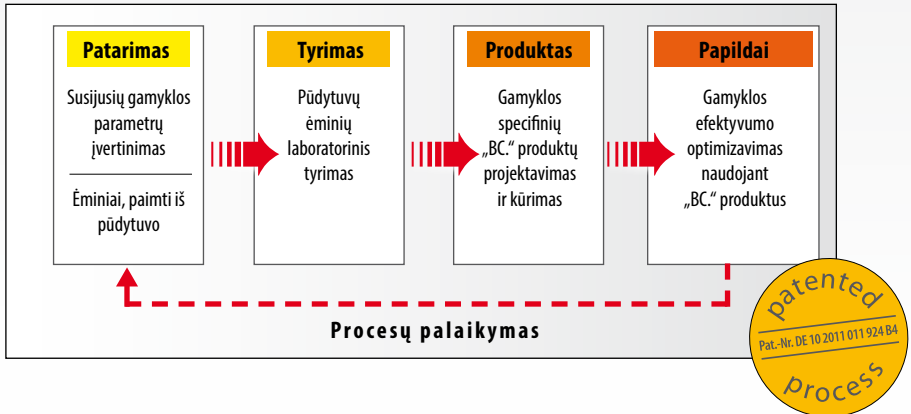 Patarimas
Susijusių gamyklos
parametrų
įvertinimas
Ėminiai, paimti iš
pūdytuvo
Tyrimas
Pūdytuvų
ėminių
laboratorinis
tyrimas
Produktas
Gamyklos
specifinių
„BC.“ produktų
projektavimas
ir kūrimas
Papildai
Gamyklos
efektyvumo
optimizavimas
naudojant
„BC.“ produktus
Procesų palaikymas
patented
Pat.-Nr. DE 10 2011 011 924 B4
process